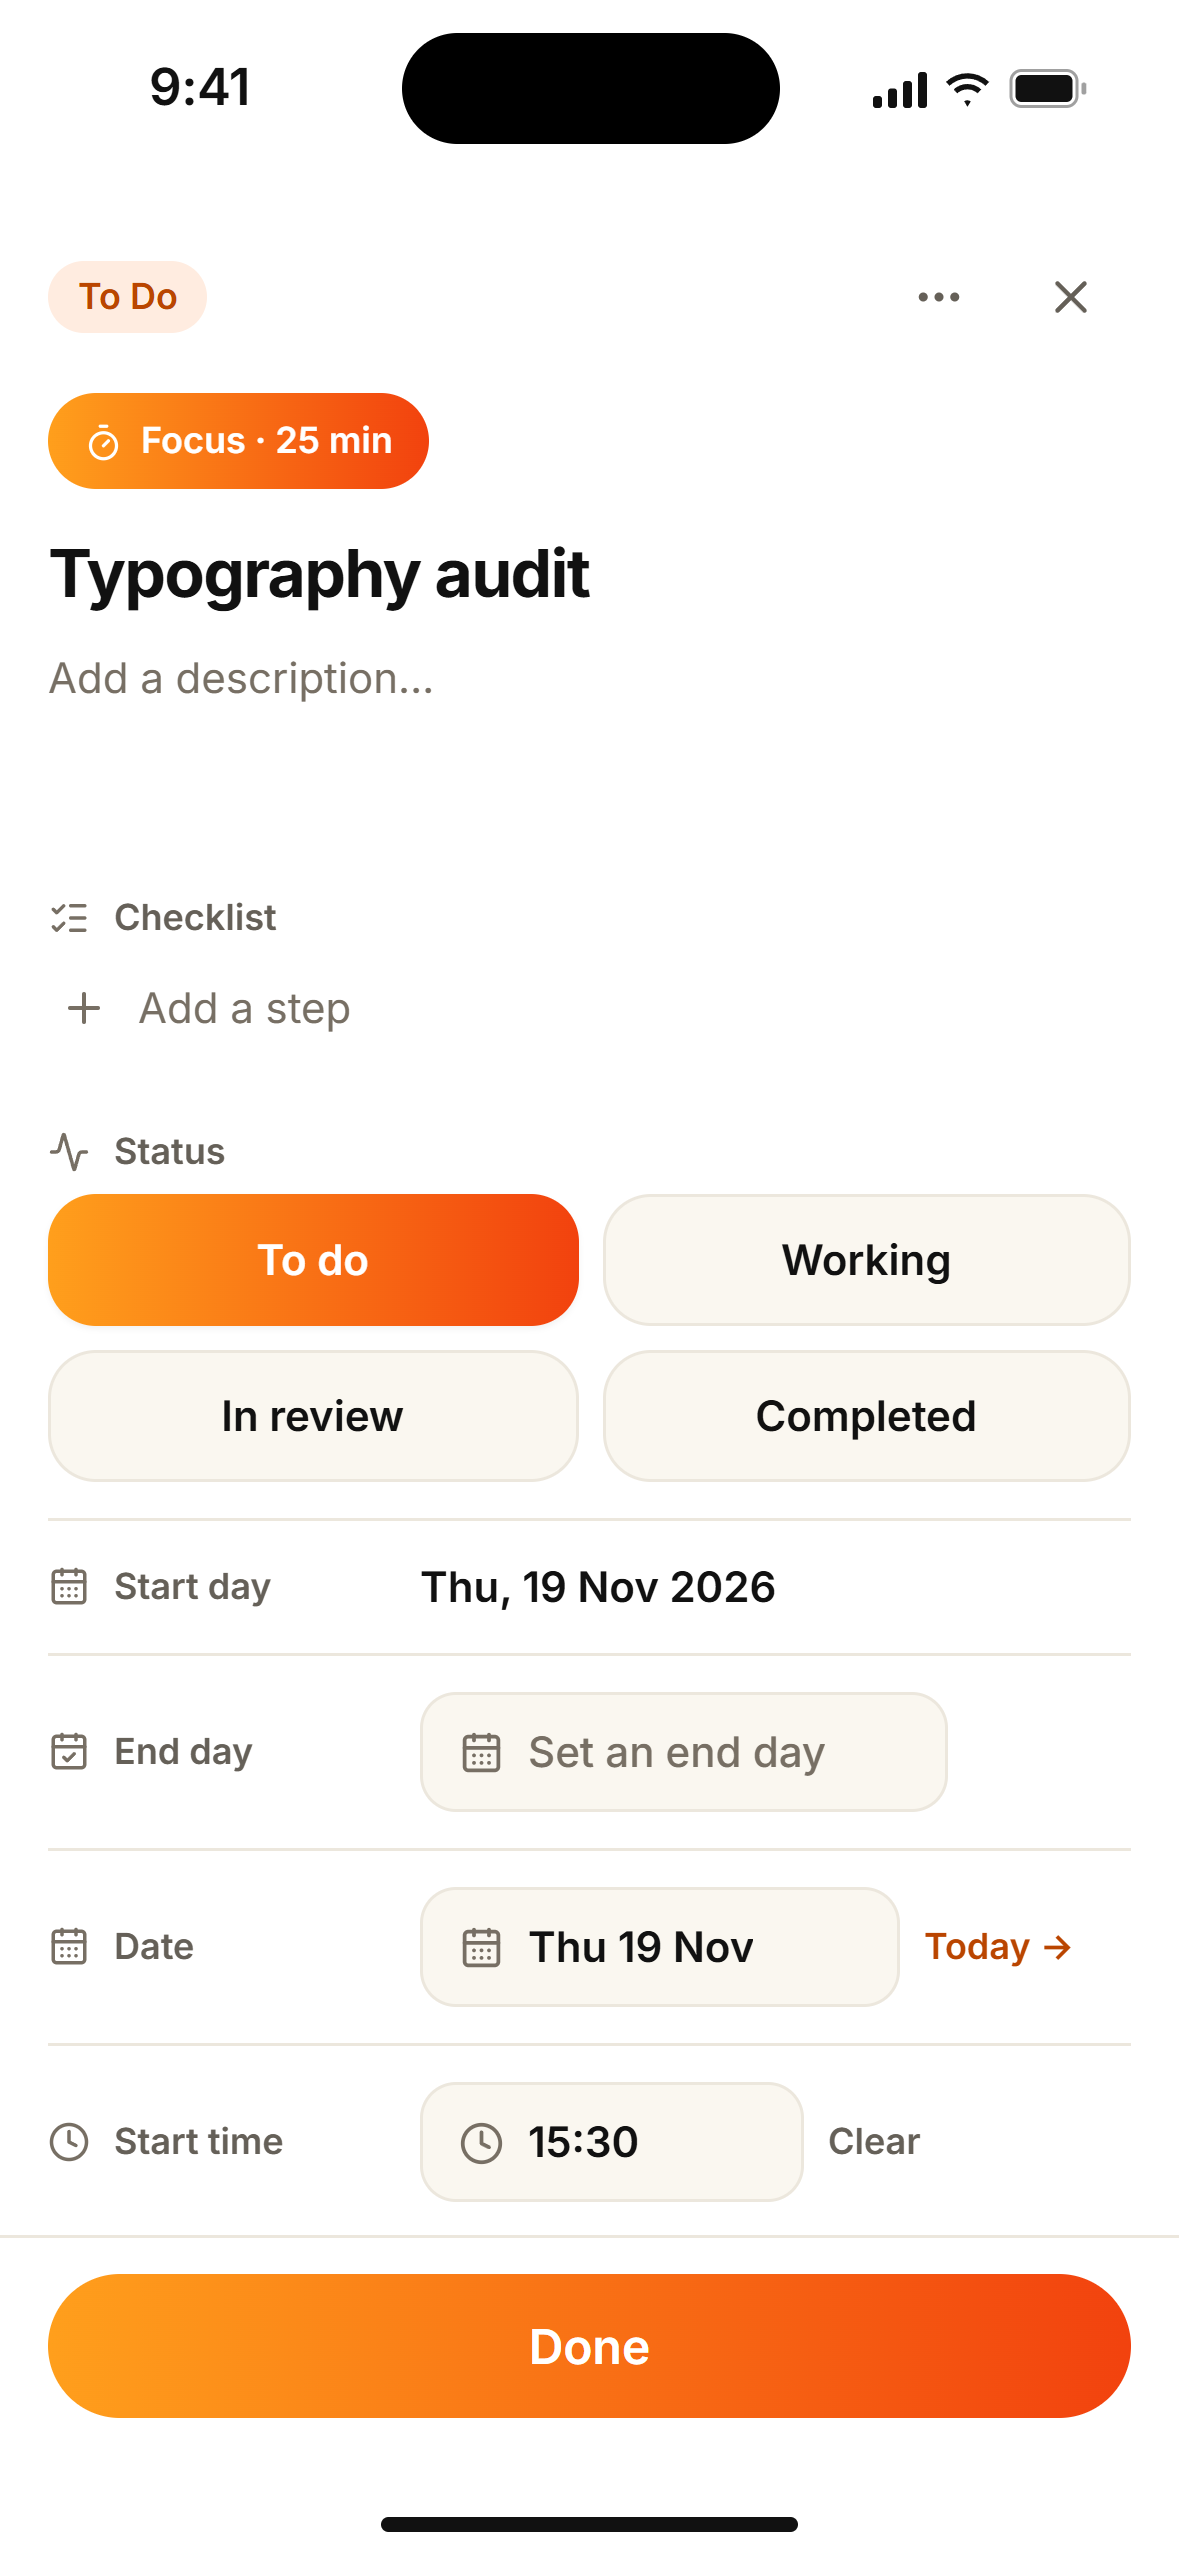 9:41
To Do
Focus · 25 min
Typography audit
Add a description...
Checklist
Add a step
Status
To do
Working
In review
Completed
Start day
Thu, 19 Nov 2026
End day
Set an end day
Date
Thu 19 Nov
Today →
Start time
15:30
Clear
Done